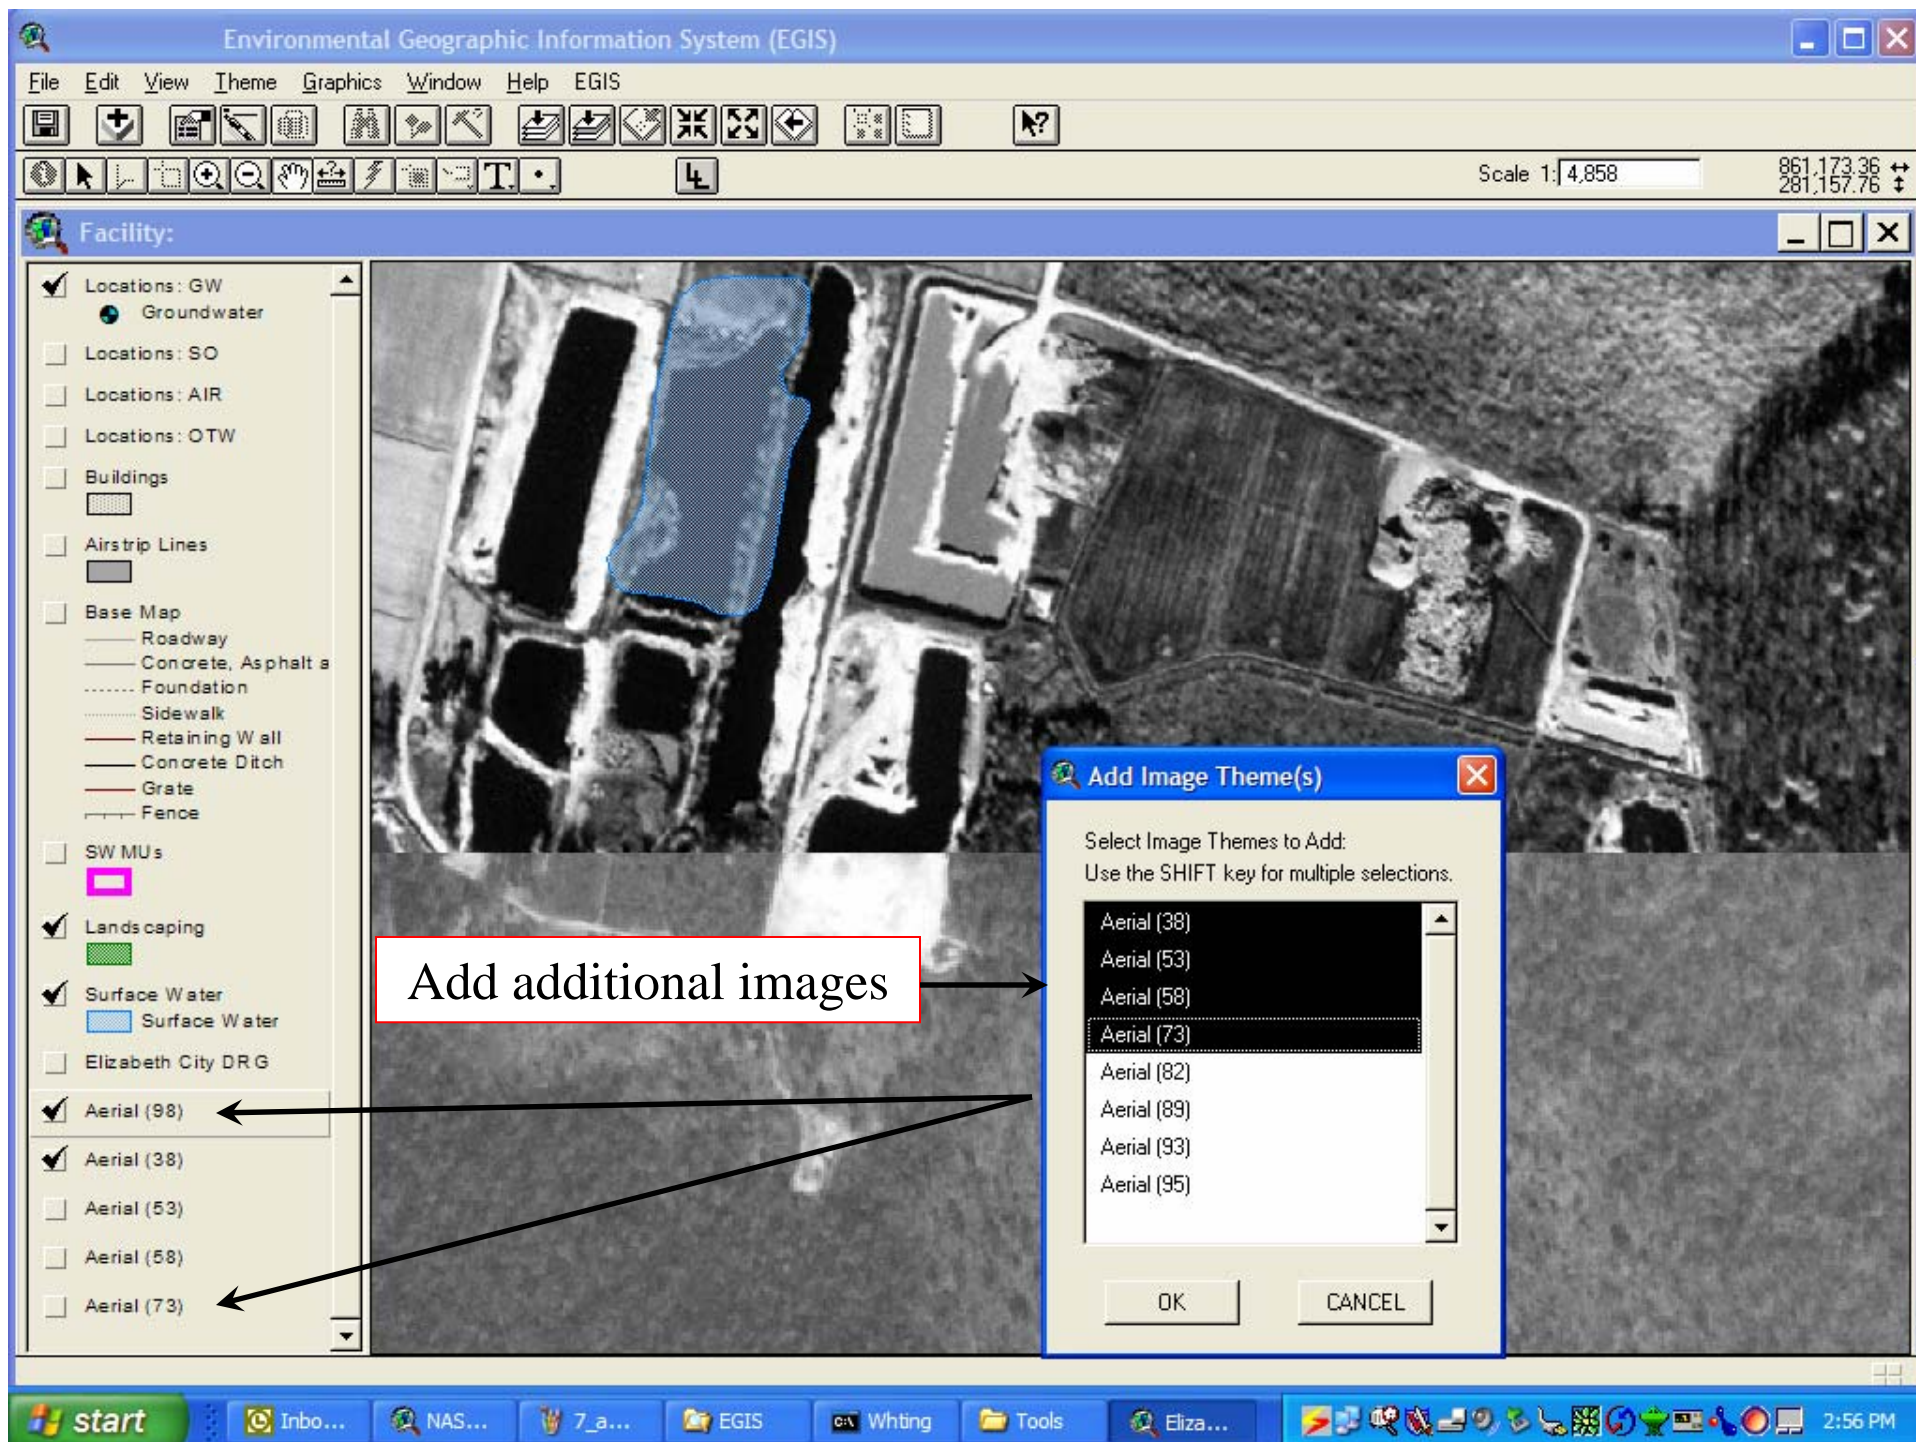 Environmental Geographic Information System (EGIS)
File Edit View Theme Graphics Window Help EGIS
Scale 1: 4,858
861,173.36
281,157.76
Facility:
Locations: GW
Groundwater
Locations: SO
Locations: AIR
Locations: OTW
Buildings
Airstrip Lines
Base Map
Roadway
Concrete, Asphalt a
Foundation
Sidewalk
Retaining Wall
Concrete Ditch
Grate
Fence
SWMUs
Landscaping
Surface Water
Surface Water
Elizabeth City DRG
Aerial (98)
Aerial (38)
Aerial (53)
Aerial (58)
Aerial (73)
Add additional images
Add Image Theme(s)
Select Image Themes to Add:
Use the SHIFT key for multiple selections.
Aerial (38)
Aerial (53)
Aerial (58)
Aerial (73)
Aerial (82)
Aerial (89)
Aerial (93)
Aerial (95)
OK CANCEL
start Inbo... NAS... 7_a... EGIS Whting Tools Eliza... 2:56 PM